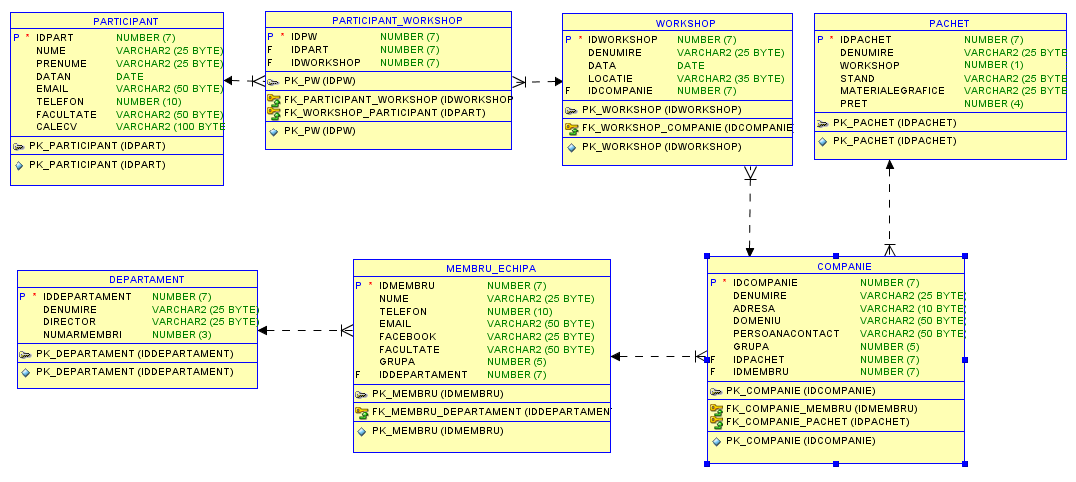 PARTICIPANT
P * IDPART NUMBER (7)
NUME VARCHAR2 (25 BYTE)
PRENUME VARCHAR2 (25 BYTE)
DATAN DATE
EMAIL VARCHAR2 (50 BYTE)
TELEFON NUMBER (10)
FACULTATE VARCHAR2 (50 BYTE)
CALECV VARCHAR2 (100 BYTE
PK_PARTICIPANT (IDPART)
PK_PARTICIPANT (IDPART)
PARTICIPANT_WORKSHOP
P * IDPW NUMBER (7)
F IDPART NUMBER (7)
F IDWORKSHOP NUMBER (7)
PK_PW (IDPW)
FK_PARTICIPANT_WORKSHOP (IDWORKSHOP
FK_WORKSHOP_PARTICIPANT (IDPART)
PK_PW (IDPW)
WORKSHOP
P * IDWORKSHOP NUMBER (7)
DENUMIRE VARCHAR2 (25 BYTE)
DATA DATE
LOCATIE VARCHAR2 (35 BYTE)
F IDCOMPANIE NUMBER (7)
PK_WORKSHOP (IDWORKSHOP)
FK_WORKSHOP_COMPANIE (IDCOMPANIE
PK_WORKSHOP (IDWORKSHOP)
PACHET
P * IDPACHET NUMBER (7)
DENUMIRE VARCHAR2 (25 BYTE)
WORKSHOP NUMBER (1)
STAND VARCHAR2 (25 BYTE)
MATERIALEGRAFICE VARCHAR2 (25 BYTE)
PRET NUMBER (4)
PK_PACHET (IDPACHET)
PK_PACHET (IDPACHET)
DEPARTAMENT
P * IDDEPARTAMENT NUMBER (7)
DENUMIRE VARCHAR2 (25 BYTE)
DIRECTOR VARCHAR2 (25 BYTE)
NUMARMEMBRI NUMBER (3)
PK_DEPARTAMENT (IDDEPARTAMENT)
PK_DEPARTAMENT (IDDEPARTAMENT)
MEMBRU_ECHIPA
P * IDMEMBRU NUMBER (7)
NUME VARCHAR2 (25 BYTE)
TELEFON NUMBER (10)
EMAIL VARCHAR2 (50 BYTE)
FACEBOOK VARCHAR2 (25 BYTE)
FACULTATE VARCHAR2 (50 BYTE)
GRUPA NUMBER (5)
F IDDEPARTAMENT NUMBER (7)
PK_MEMBRU (IDMEMBRU)
FK_MEMBRU_DEPARTAMENT (IDDEPARTAMENT
PK_MEMBRU (IDMEMBRU)
COMPANIE
P * IDCOMPANIE NUMBER (7)
DENUMIRE VARCHAR2 (25 BYTE)
ADRESA VARCHAR2 (10 BYTE)
DOMENIU VARCHAR2 (50 BYTE)
PERSOANACONTACT VARCHAR2 (50 BYTE)
GRUPA NUMBER (5)
F IDPACHET NUMBER (7)
F IDMEMBRU NUMBER (7)
PK_COMPANIE (IDCOMPANIE)
FK_COMPANIE_MEMBRU (IDMEMBRU)
FK_COMPANIE_PACHET (IDPACHET)
PK_COMPANIE (IDCOMPANIE)